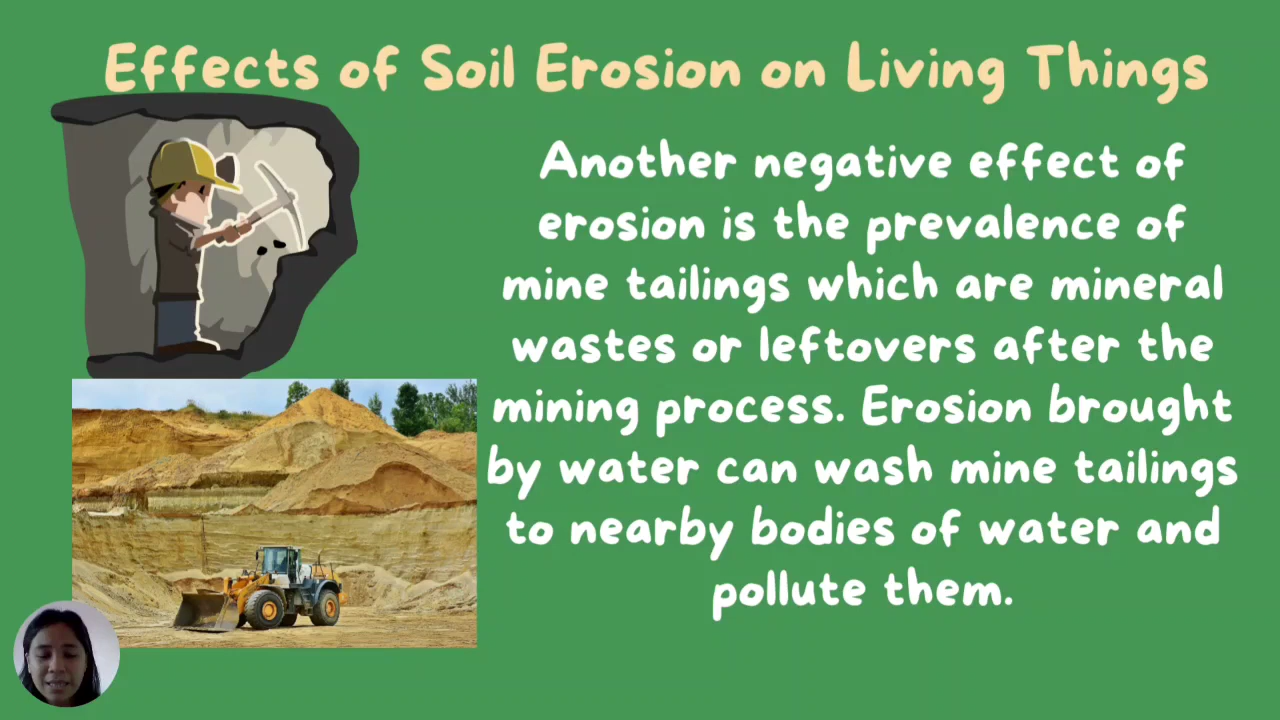 Effects of Soil Erosion on Living Things
Another negative effect of
erosion is the prevalence of
mine tailings which are mineral
wastes or leftovers after the
mining process. Erosion brought
by water can wash mine tailings
to nearby bodies of water and
pollute them.